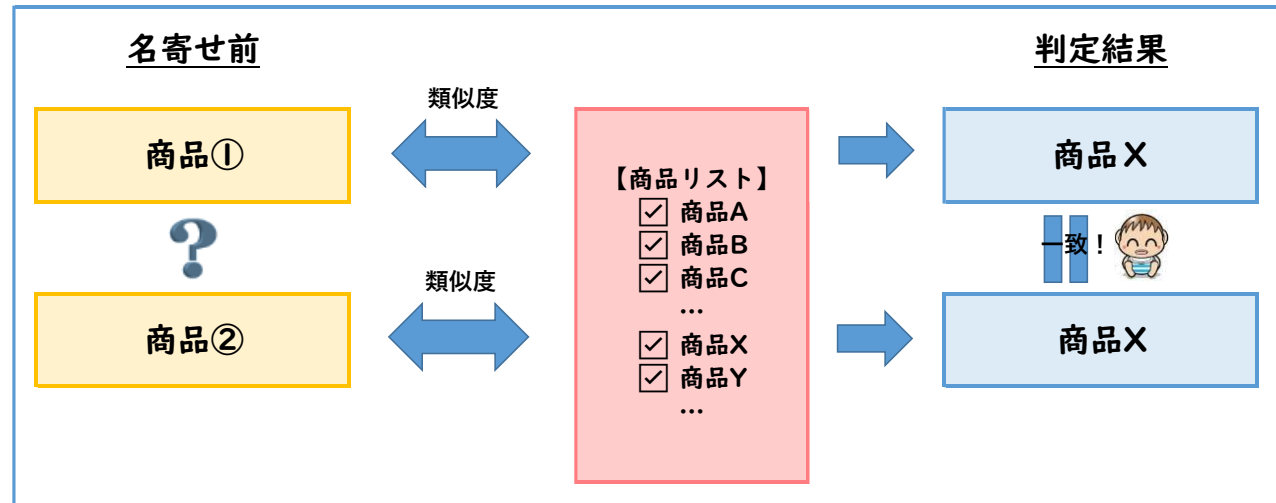 名寄せ前
判定結果
類似度
商品①
【商品リスト】
☑ 商品A
☑ 商品B
☑ 商品C
…
☑ 商品X
☑ 商品Y
…
商品X
?
一致！
類似度
商品②
商品X